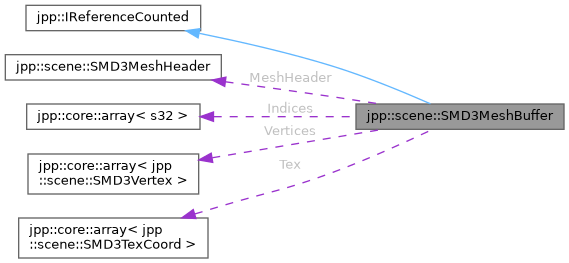 jpp::IReferenceCounted
jpp::scene::SMD3MeshHeader
MeshHeader
jpp::core::array< s32 >
Indices
jpp::scene::SMD3MeshBuffer
Vertices
jpp::core::array< jpp
::scene::SMD3Vertex >
Tex
jpp::core::array< jpp
::scene::SMD3TexCoord >